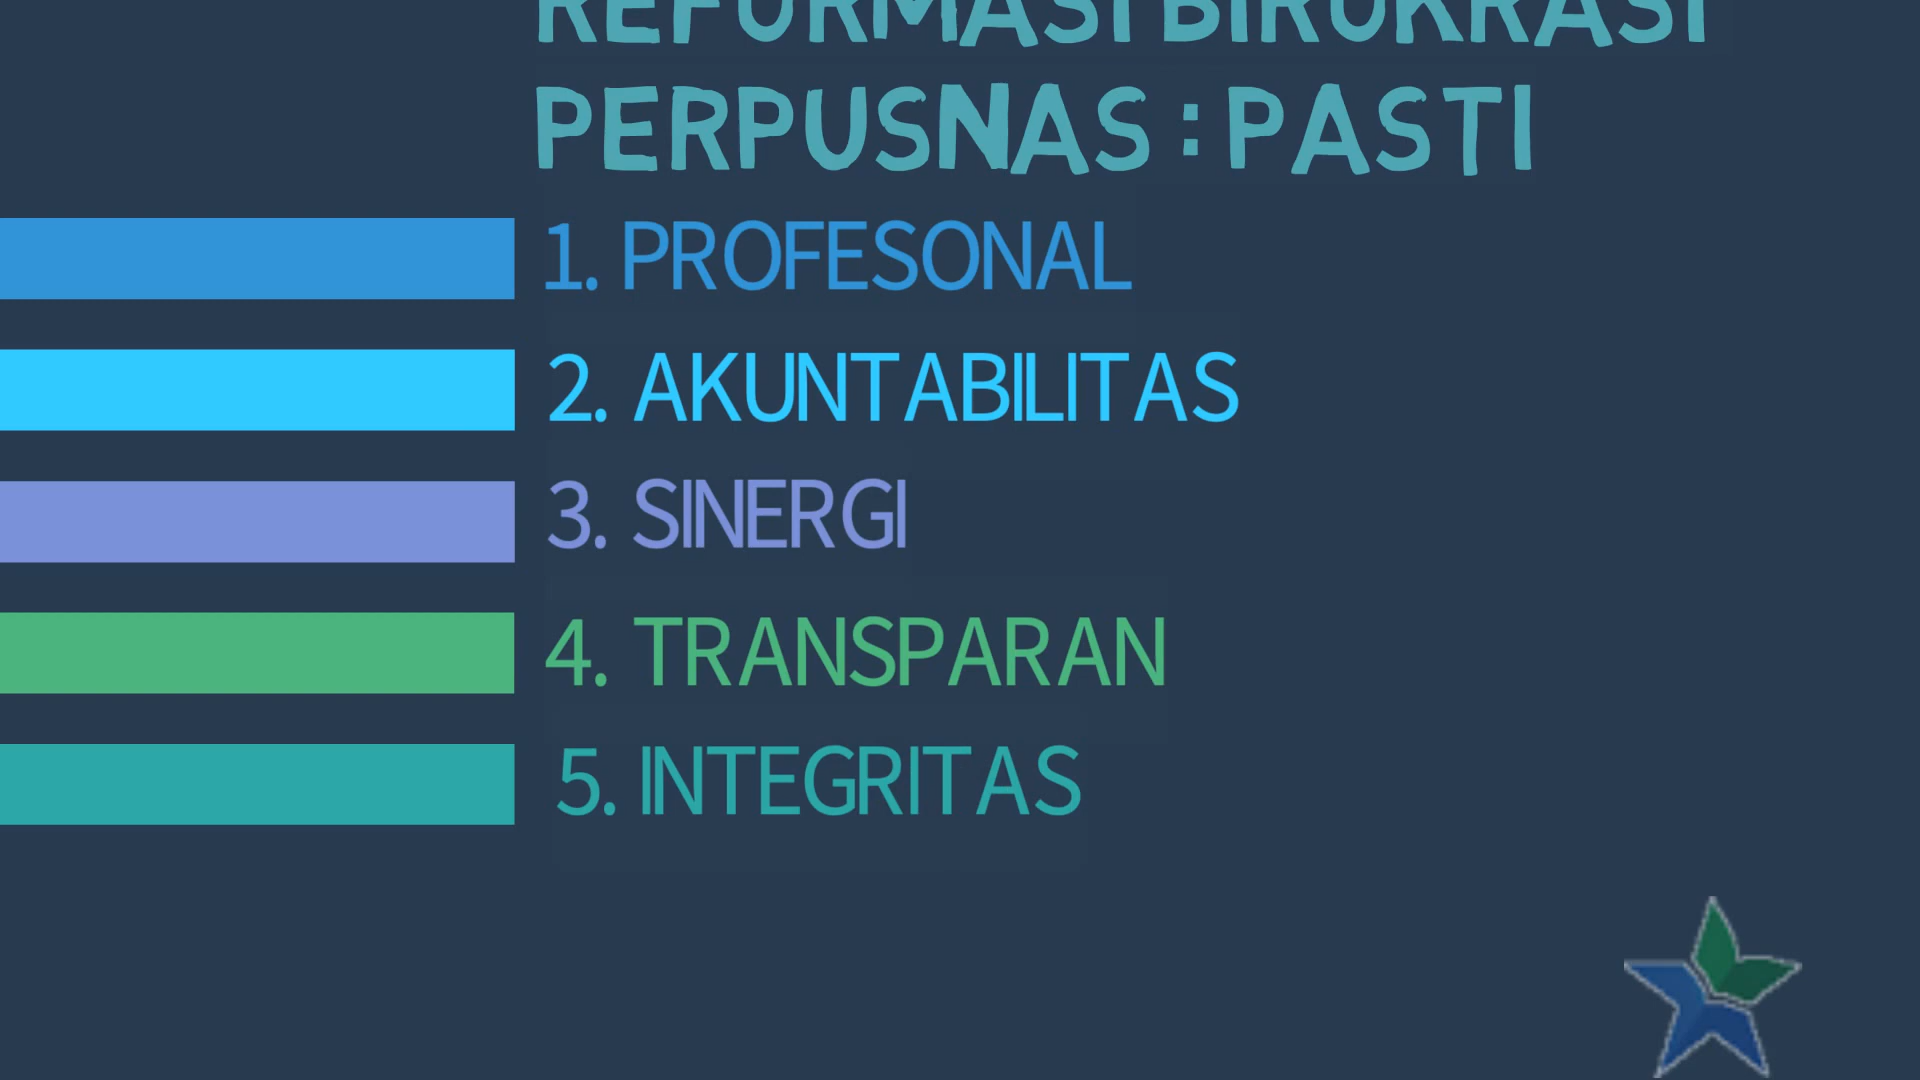 REFORMASI BIROKRASI
PERPUSNAS : PASTI
1. PROFESONAL
2. AKUNTABILITAS
3. SINERGI
4. TRANSPARAN
5. INTEGRITAS